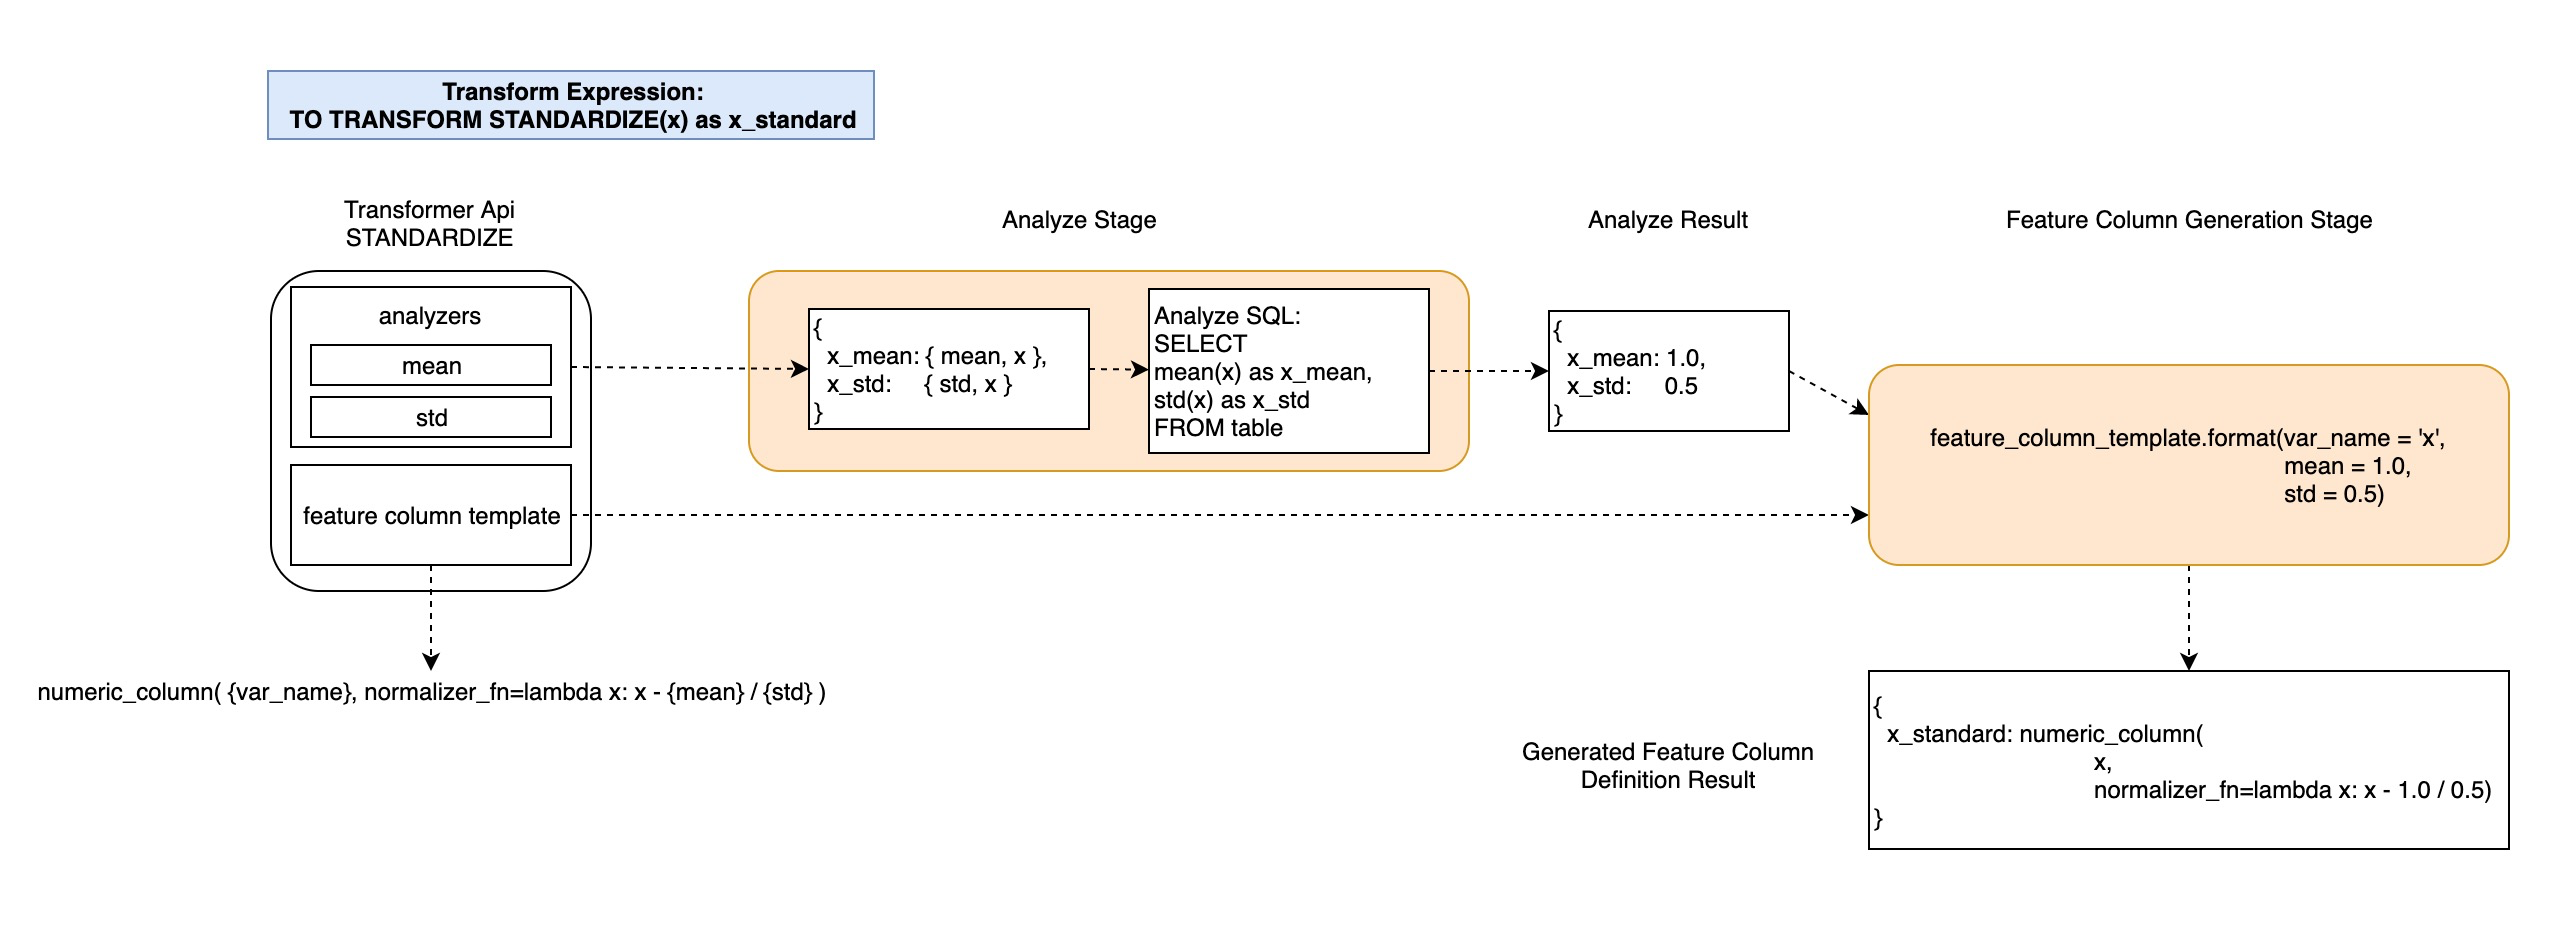 Transform Expression:
TO TRANSFORM STANDARDIZE(x) as x_standard
Transformer Api
STANDARDIZE
analyzers
mean
std
feature column template
numeric_column( {var_name}, normalizer_fn=lambda x: x - {mean} / {std} )
Analyze Stage
{
x_mean: { mean, x },
x_std: { std, x }
}
Analyze SQL:
SELECT
mean(x) as x_mean,
std(x) as x_std
FROM table
Analyze Result
{
x_mean: 1.0,
x_std: 0.5
}
Feature Column Generation Stage
feature_column_template.format(var_name = 'x',
mean = 1.0,
std = 0.5)
Generated Feature Column
Definition Result
{
x_standard: numeric_column(
x,
normalizer_fn=lambda x: x - 1.0 / 0.5)
}